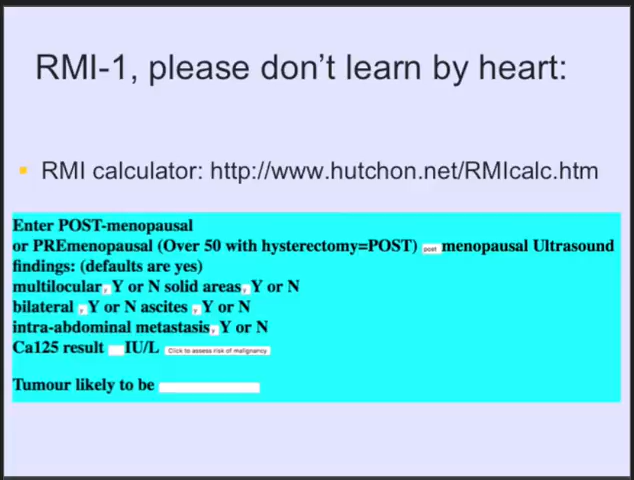 RMI-1, please don't learn by heart:
RMI calculator: http://www.hutchon.net/RMIcalc.htm
Enter POST-menopausal
or PREmenopausal (Over 50 with hysterectomy=POST) post menopausal Ultrasound
findings: (defaults are yes)
multilocular y Y or N solid areas y Y or N
bilateral y Y or N ascites y Y or N
intra-abdominal metastasis y Y or N
Ca125 result IU/L Click to assess risk of malignancy
Tumour likely to be